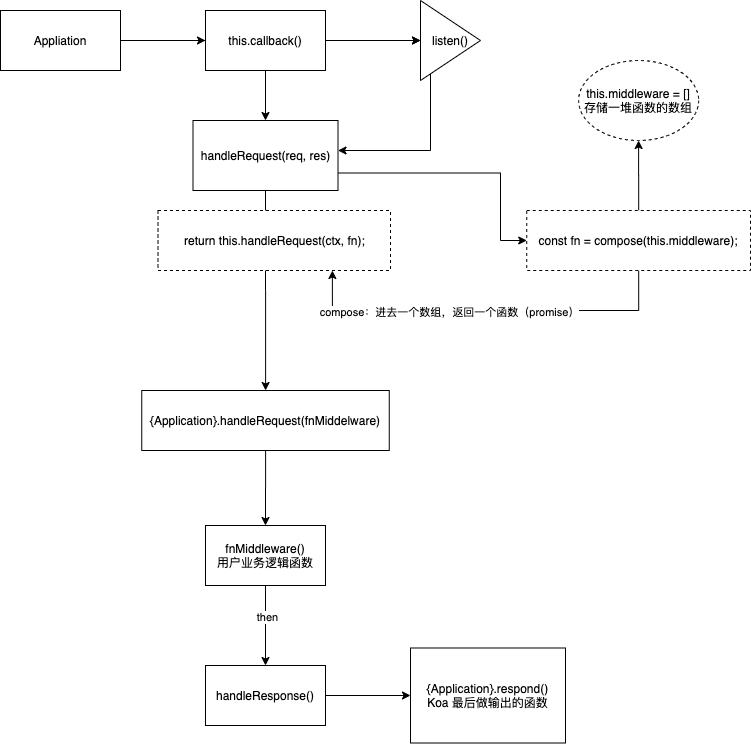 Appliation
this.callback()
listen()
this.middleware = []
存储一堆函数的数组
handleRequest(req, res)
return this.handleRequest(ctx, fn);
const fn = compose(this.middleware);
compose：进去一个数组，返回一个函数（promise）
{Application}.handleRequest(fnMiddelware)
fnMiddleware()
用户业务逻辑函数
then
handleResponse()
{Application}.respond()
Koa 最后做输出的函数